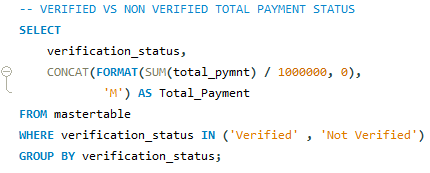 -- VERIFIED VS NON VERIFIED TOTAL PAYMENT STATUS
SELECT
verification_status,
CONCAT(FORMAT(SUM(total_pymnt) / 1000000, 0),
'M') AS Total_Payment
FROM mastertable
WHERE verification_status IN ('Verified' , 'Not Verified')
GROUP BY verification_status;